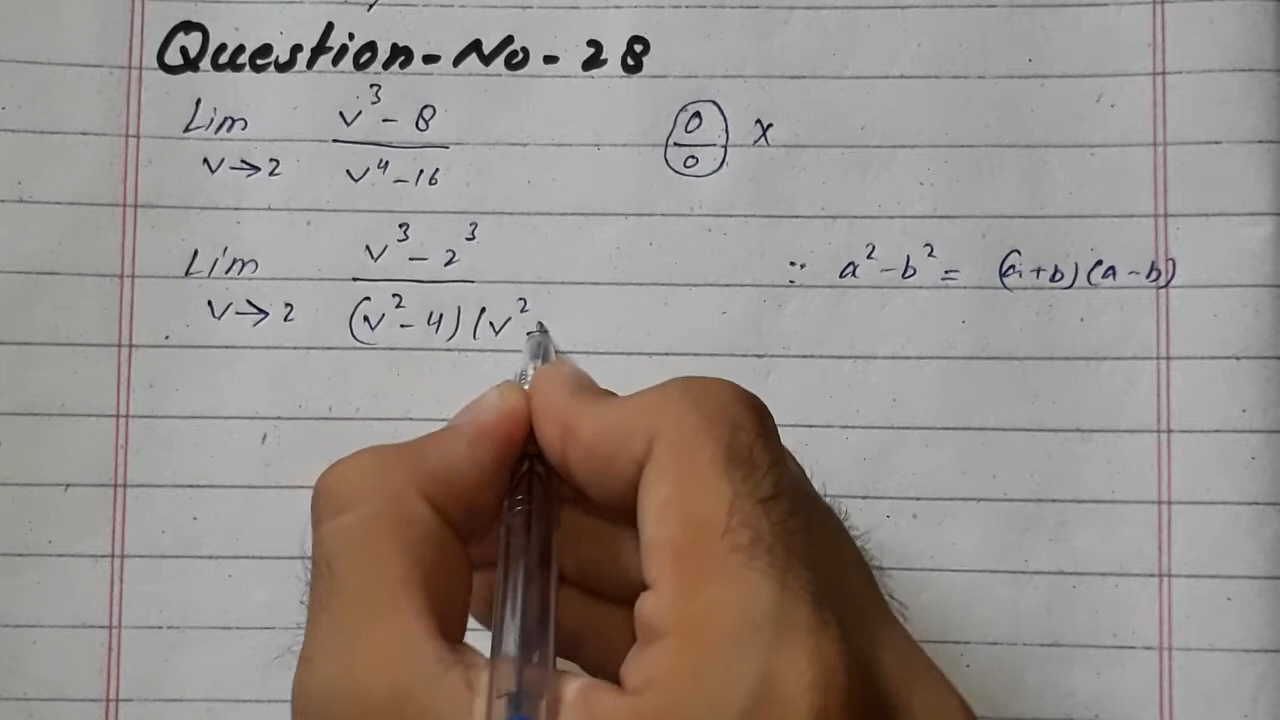 Question-No-28
Lim v³ - 8 0 x
v→2 v⁴-16 0
Lim v³ - 2³ ∵ a²-b² = (a+b)(a-b)
v→2 (v²-4)(v²